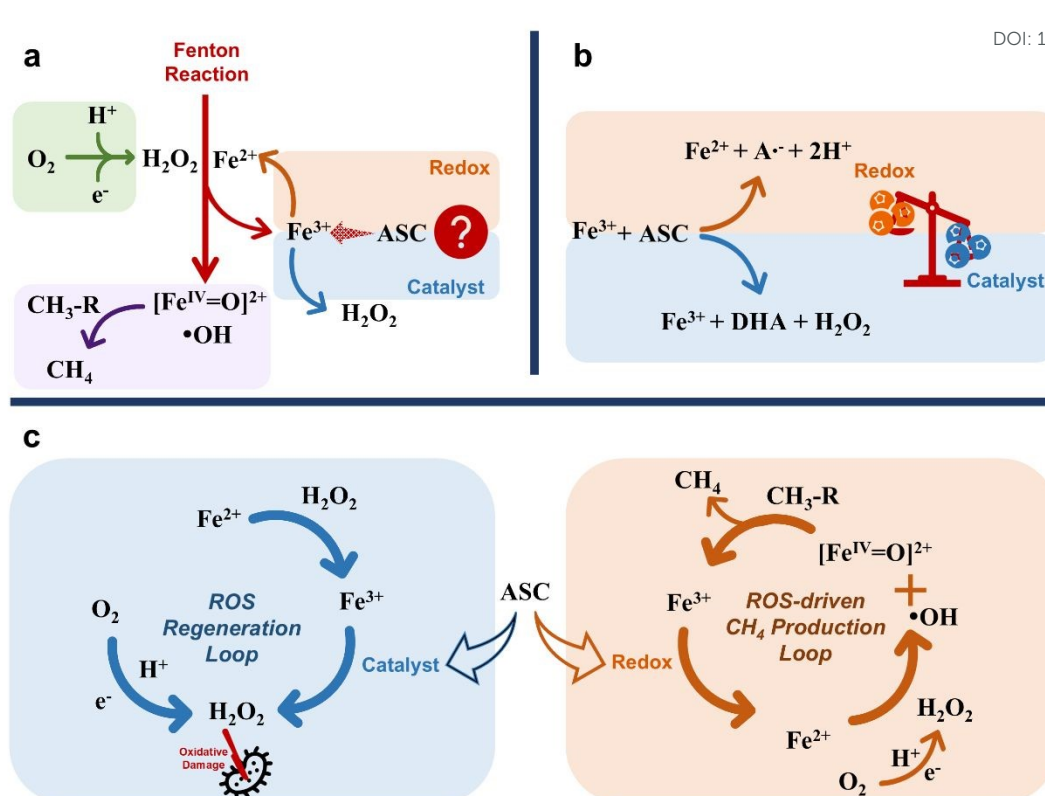 DOI: 1
a
Fenton
Reaction
H⁺
O₂
e⁻
H₂O₂
Fe²⁺
Redox
Fe³⁺
ASC
?
Catalyst
H₂O₂
CH₃-R
[Feᴵⱽ=O]²⁺
•OH
CH₄
b
Fe²⁺ + A·⁻ + 2H⁺
Redox
Fe³⁺ + ASC
Catalyst
Fe³⁺ + DHA + H₂O₂
c
H₂O₂
Fe²⁺
O₂
Fe³⁺
ROS
Regeneration
Loop
H⁺
e⁻
H₂O₂
Oxidative
Damage
Catalyst
ASC
Redox
CH₄
CH₃-R
[Feᴵⱽ=O]²⁺
+
•OH
Fe³⁺
ROS-driven
CH₄ Production
Loop
H₂O₂
Fe²⁺
H⁺
e⁻
O₂